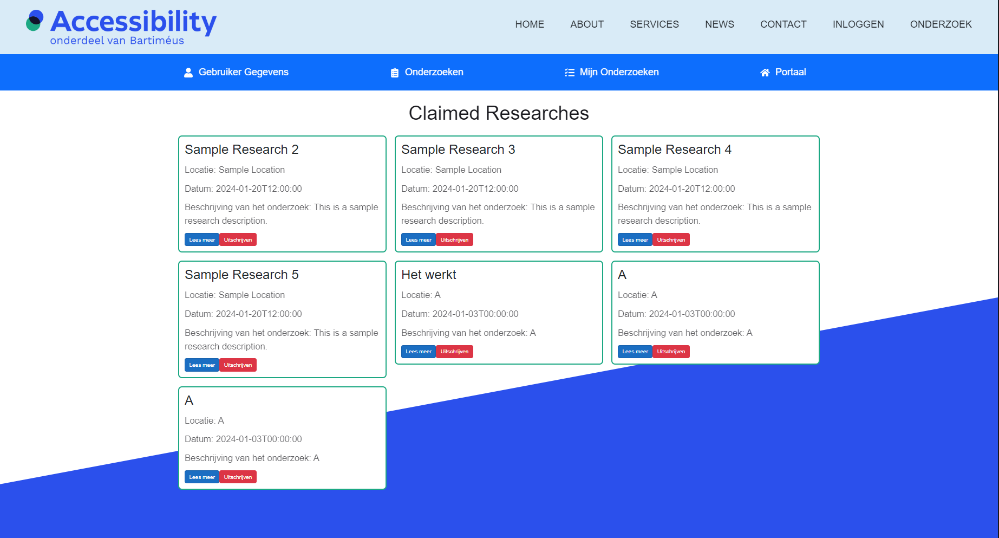 Accessibility
onderdeel van Bartiméus
HOME ABOUT SERVICES NEWS CONTACT INLOGGEN ONDERZOEK
Gebruiker Gegevens Onderzoeken Mijn Onderzoeken Portaal
Claimed Researches
Sample Research 2
Locatie: Sample Location
Datum: 2024-01-20T12:00:00
Beschrijving van het onderzoek: This is a sample
research description.
Lees meer Uitschrijven
Sample Research 3
Locatie: Sample Location
Datum: 2024-01-20T12:00:00
Beschrijving van het onderzoek: This is a sample
research description.
Lees meer Uitschrijven
Sample Research 4
Locatie: Sample Location
Datum: 2024-01-20T12:00:00
Beschrijving van het onderzoek: This is a sample
research description.
Lees meer Uitschrijven
Sample Research 5
Locatie: Sample Location
Datum: 2024-01-20T12:00:00
Beschrijving van het onderzoek: This is a sample
research description.
Lees meer Uitschrijven
Het werkt
Locatie: A
Datum: 2024-01-03T00:00:00
Beschrijving van het onderzoek: A
Lees meer Uitschrijven
A
Locatie: A
Datum: 2024-01-03T00:00:00
Beschrijving van het onderzoek: A
Lees meer Uitschrijven
A
Locatie: A
Datum: 2024-01-03T00:00:00
Beschrijving van het onderzoek: A
Lees meer Uitschrijven